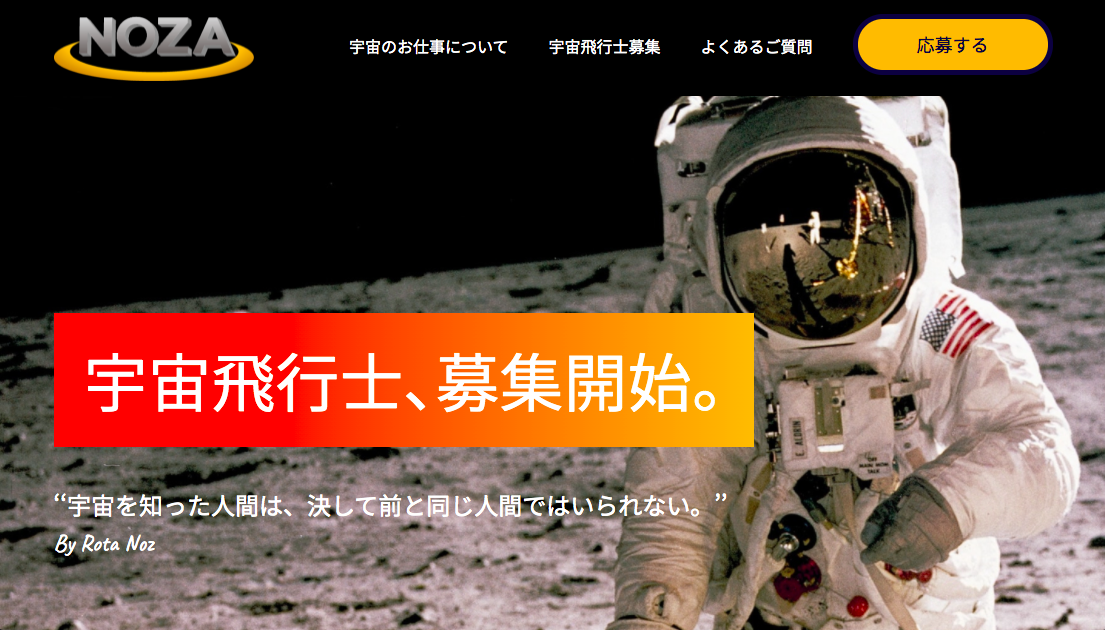 NOZA
宇宙のお仕事について
宇宙飛行士募集
よくあるご質問
応募する
宇宙飛行士、募集開始。
E. ALDRIN
“宇宙を知った人間は、決して前と同じ人間ではいられない。”
By Rota Noz